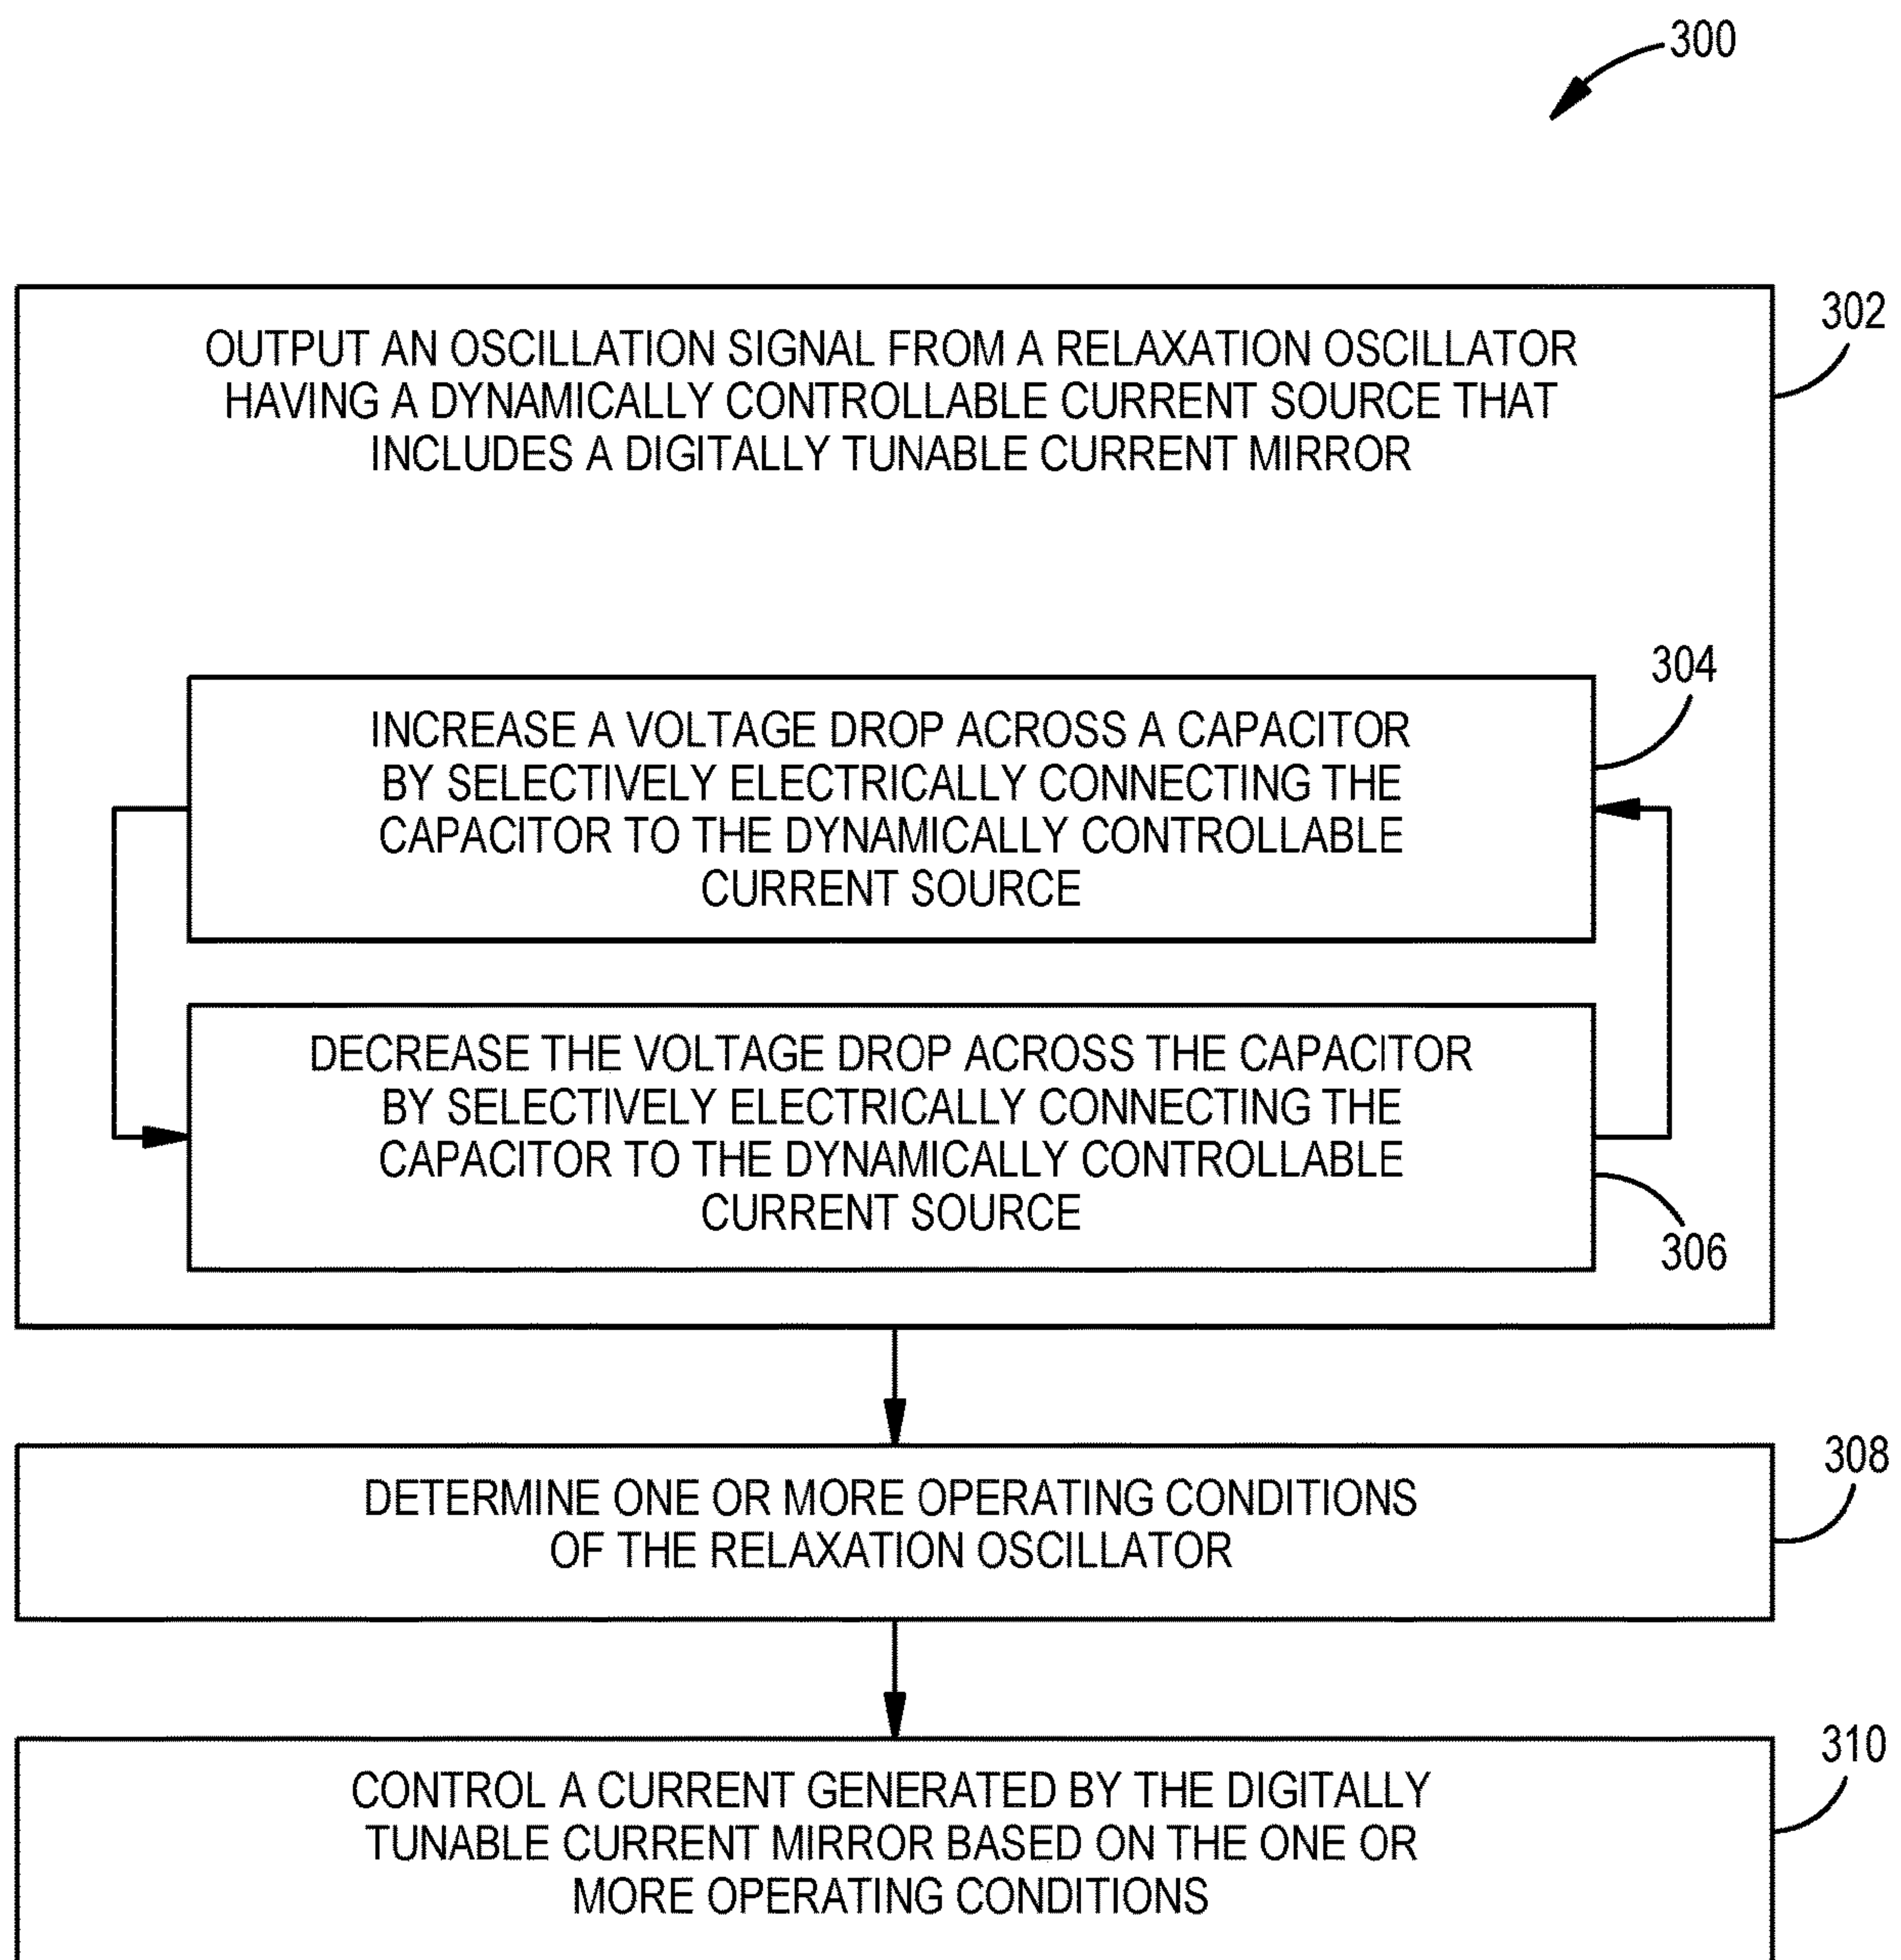 300
302
OUTPUT AN OSCILLATION SIGNAL FROM A RELAXATION OSCILLATOR
HAVING A DYNAMICALLY CONTROLLABLE CURRENT SOURCE THAT
INCLUDES A DIGITALLY TUNABLE CURRENT MIRROR
304
INCREASE A VOLTAGE DROP ACROSS A CAPACITOR
BY SELECTIVELY ELECTRICALLY CONNECTING THE
CAPACITOR TO THE DYNAMICALLY CONTROLLABLE
CURRENT SOURCE
DECREASE THE VOLTAGE DROP ACROSS THE CAPACITOR
BY SELECTIVELY ELECTRICALLY CONNECTING THE
CAPACITOR TO THE DYNAMICALLY CONTROLLABLE
CURRENT SOURCE
306
308
DETERMINE ONE OR MORE OPERATING CONDITIONS
OF THE RELAXATION OSCILLATOR
310
CONTROL A CURRENT GENERATED BY THE DIGITALLY
TUNABLE CURRENT MIRROR BASED ON THE ONE OR
MORE OPERATING CONDITIONS